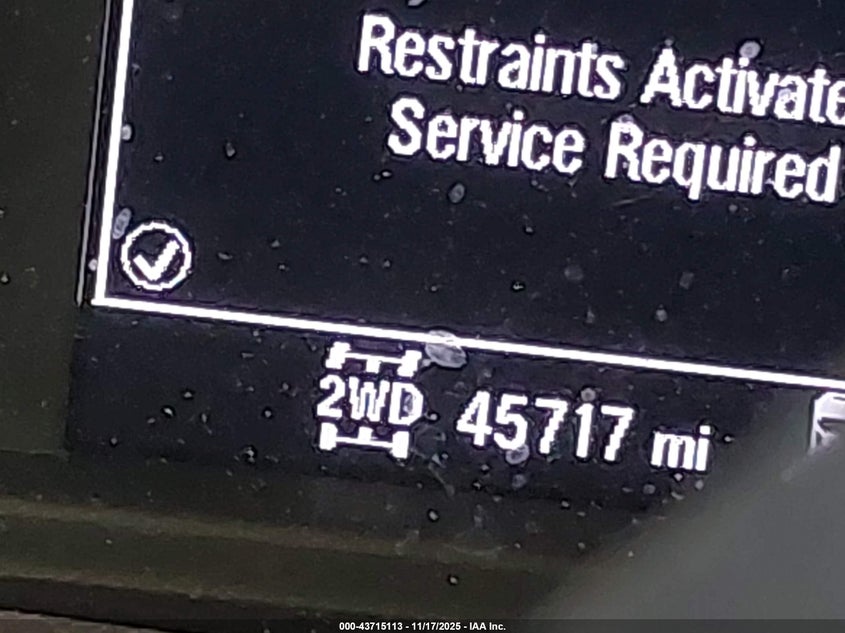 Restraints Activate
Service Required
2WD 45717 mi
000-43715113 - 11/17/2025 - IAA Inc.